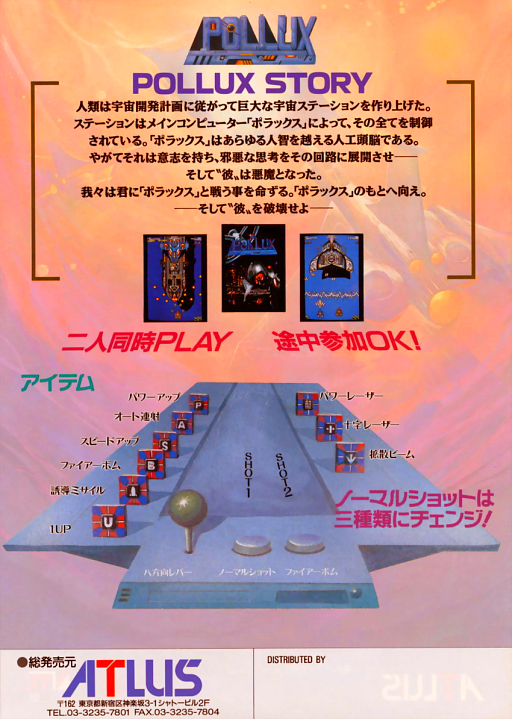 POLLUX
POLLUX STORY
人類は宇宙開発計画に従がって巨大な宇宙ステーションを作り上げた。
ステーションはメインコンピューター「ポラックス」によって、その全てを制御
されている。「ポラックス」はあらゆる人智を越える人工頭脳である。
やがてそれは意志を持ち、邪悪な思考をその回路に展開させ――
そして〝彼〟は悪魔となった。
我々は君に「ポラックス」と戦う事を命ずる。「ポラックス」のもとへ向え。
――そして〝彼〟を破壊せよ――
POLLUX
二人同時PLAY 途中参加OK!
アイテム
パワーアップ P
オート連射 A
スピードアップ S
ファイアーボム B
誘導ミサイル
1UP U
パワーレーザー
十字レーザー
拡散ビーム
SHOT1
SHOT2
ノーマルショットは
三種類にチェンジ!
八方向レバー ノーマルショット ファイアーボム
●総発売元 ATLUS
〒162 東京都新宿区神楽坂3-1シャトービル2F
TEL.03-3235-7801 FAX.03-3235-7804
DISTRIBUTED BY